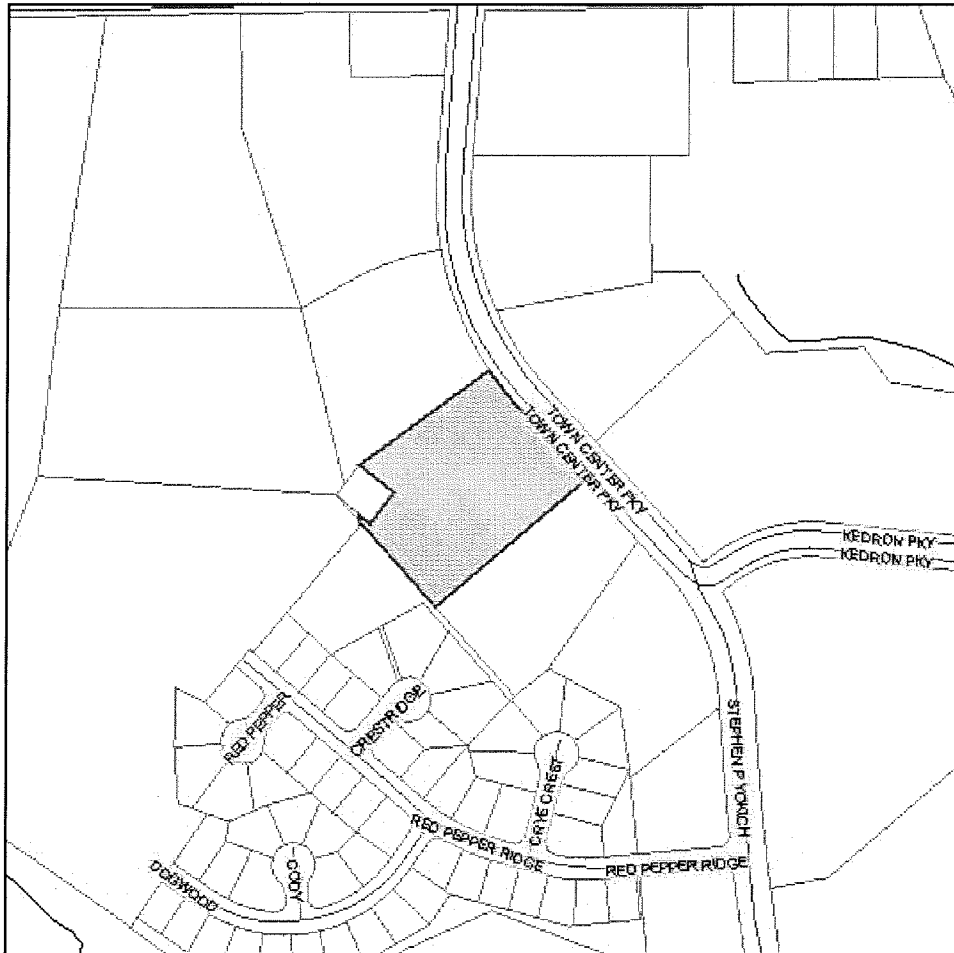 TOWN CENTER PKY
TOWN CENTER PKY
KEDRON PKY
KEDRON PKY
STEPHEN P YOKICH
RED PEPPER
CRESTRIDGE
CRYE CREST
RED PEPPER RIDGE
RED PEPPER RIDGE
DOGWOOD
CODY